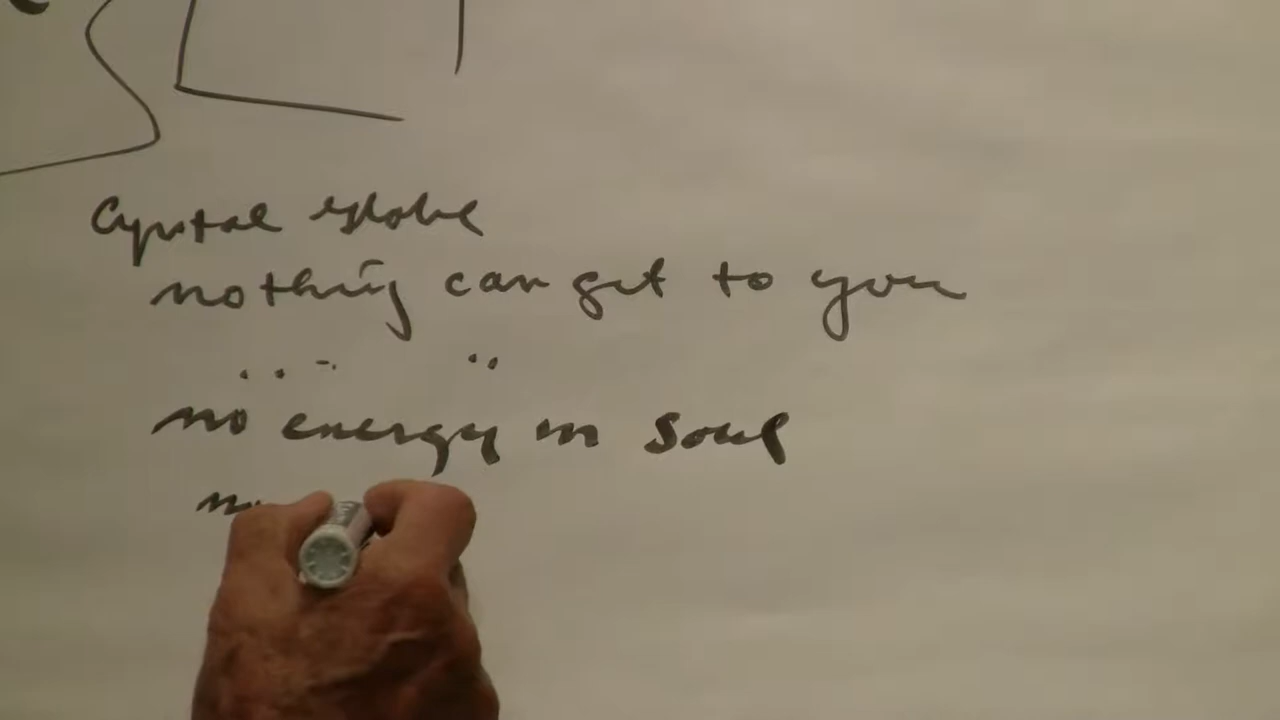 Crystal globe
nothing can get to you
... ..
no energy in soul